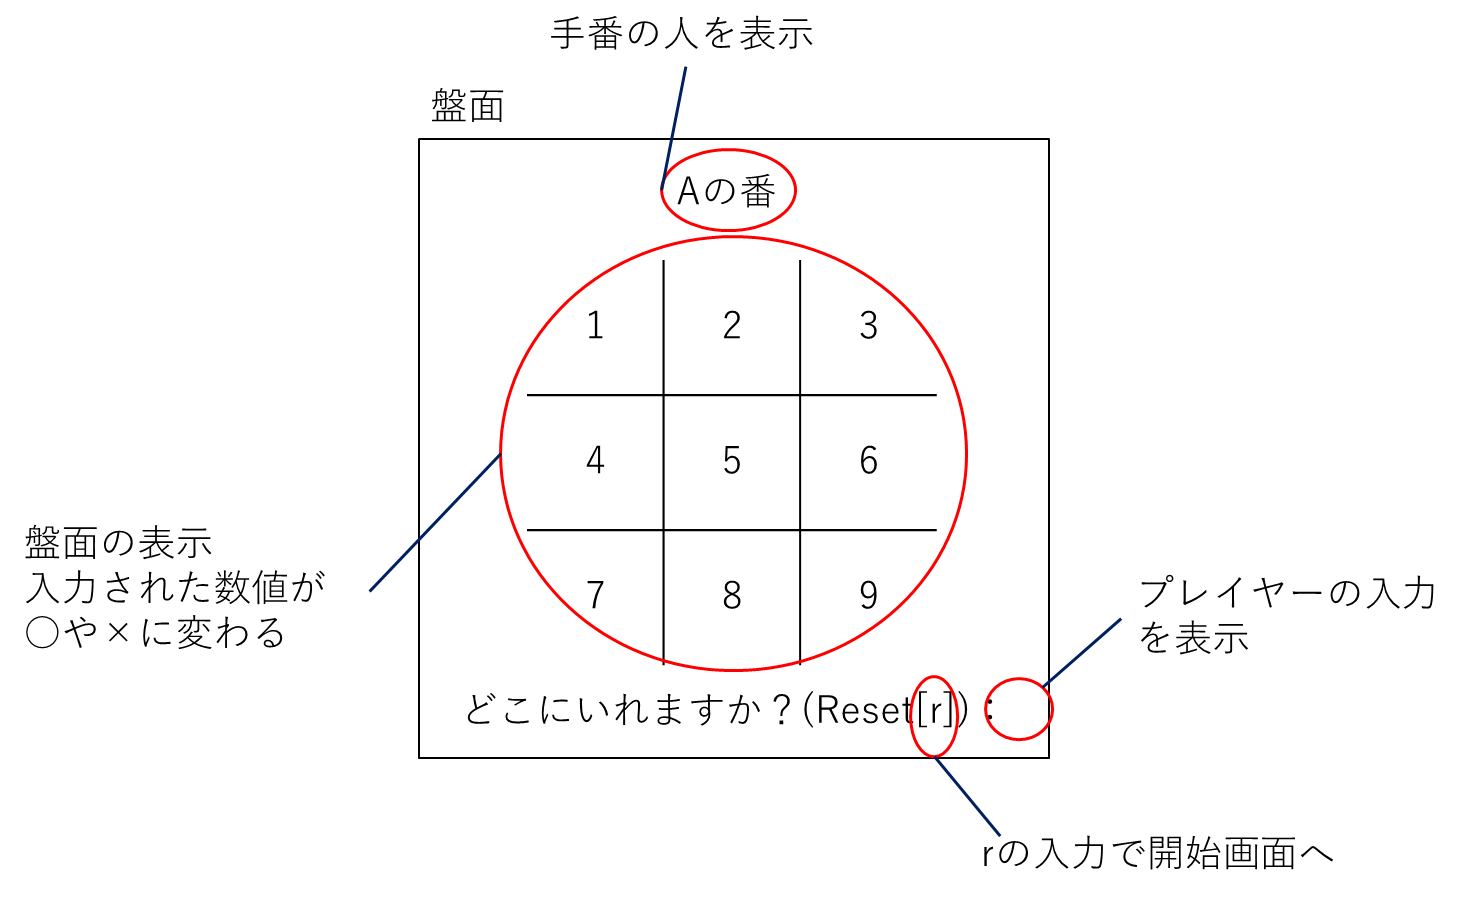 手番の人を表示
盤面
Aの番
1 2 3
4 5 6
7 8 9
盤面の表示
入力された数値が
○や×に変わる
プレイヤーの入力
を表示
どこにいれますか？(Reset[r])：
rの入力で開始画面へ